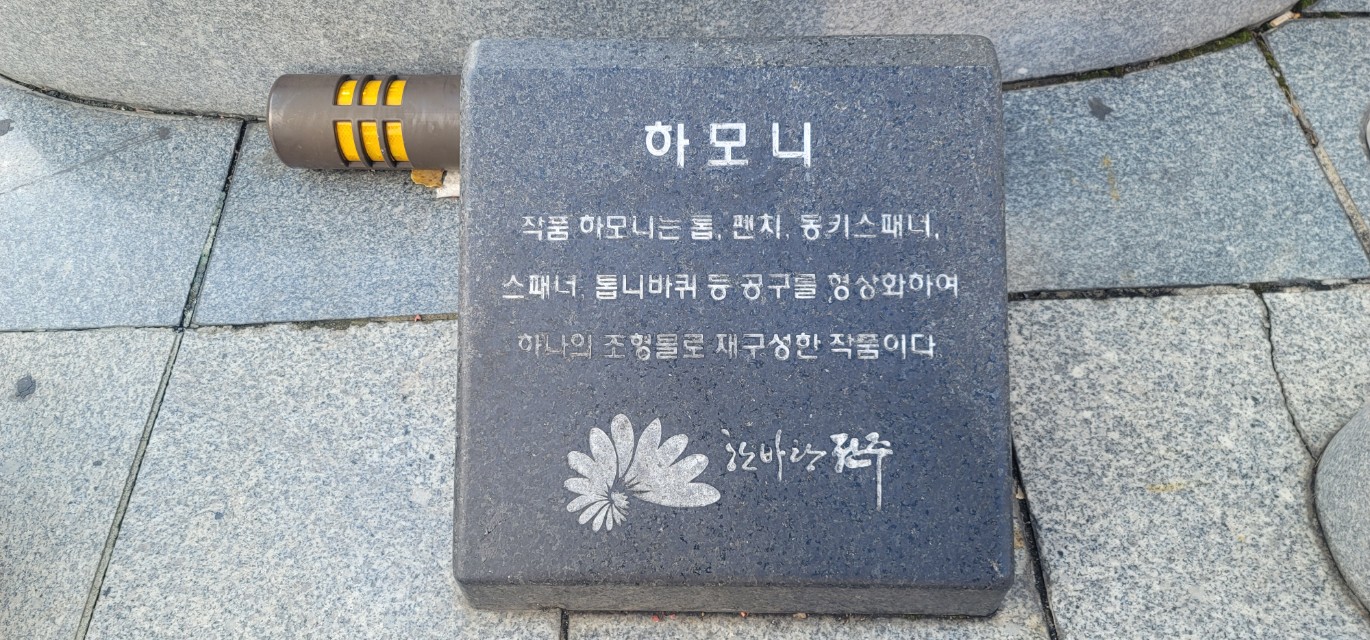 하모니
작품 하모니는 톱, 펜치, 몽키스패너,
스패너, 톱니바퀴 등 공구를 형상화하여
하나의 조형물로 재구성한 작품이다
한바탕 전주